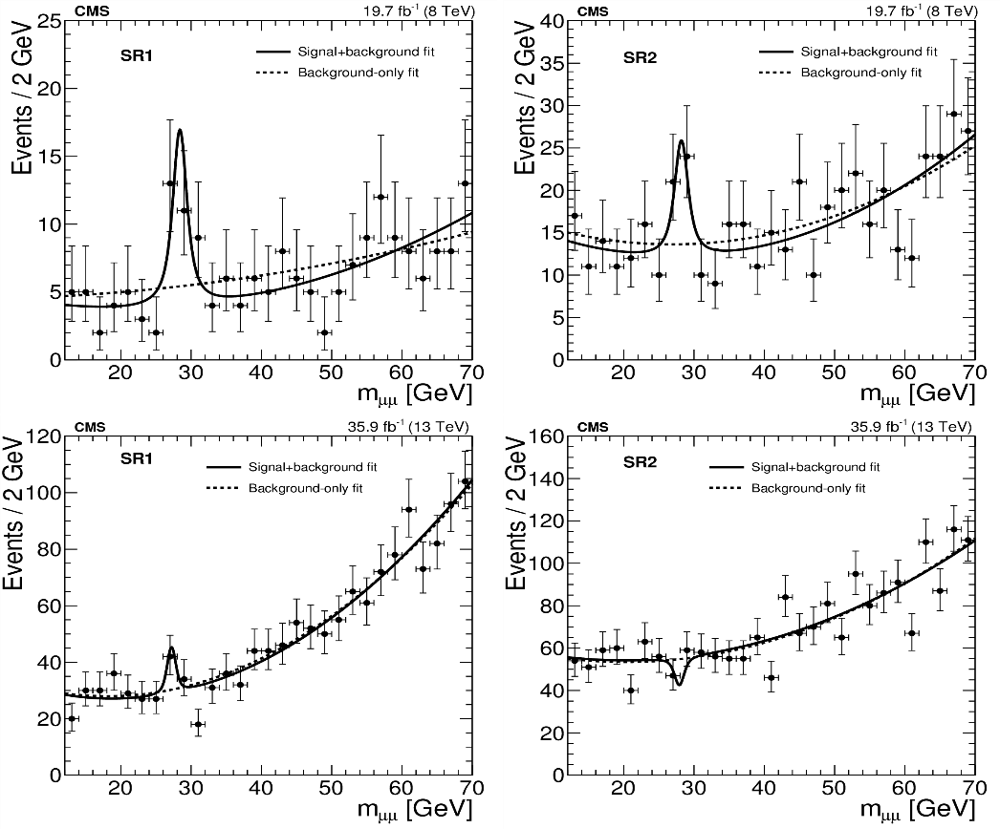 CMS 19.7 fb⁻¹ (8 TeV)
SR1
Signal+background fit
Background-only fit
Events / 2 GeV
25
20
15
10
5
0
20 30 40 50 60 70
mμμ [GeV]
CMS 19.7 fb⁻¹ (8 TeV)
SR2
Signal+background fit
Background-only fit
Events / 2 GeV
40
35
30
25
20
15
10
5
0
20 30 40 50 60 70
mμμ [GeV]
CMS 35.9 fb⁻¹ (13 TeV)
SR1
Signal+background fit
Background-only fit
Events / 2 GeV
120
100
80
60
40
20
0
20 30 40 50 60 70
mμμ [GeV]
CMS 35.9 fb⁻¹ (13 TeV)
SR2
Signal+background fit
Background-only fit
Events / 2 GeV
160
140
120
100
80
60
40
20
0
20 30 40 50 60 70
mμμ [GeV]